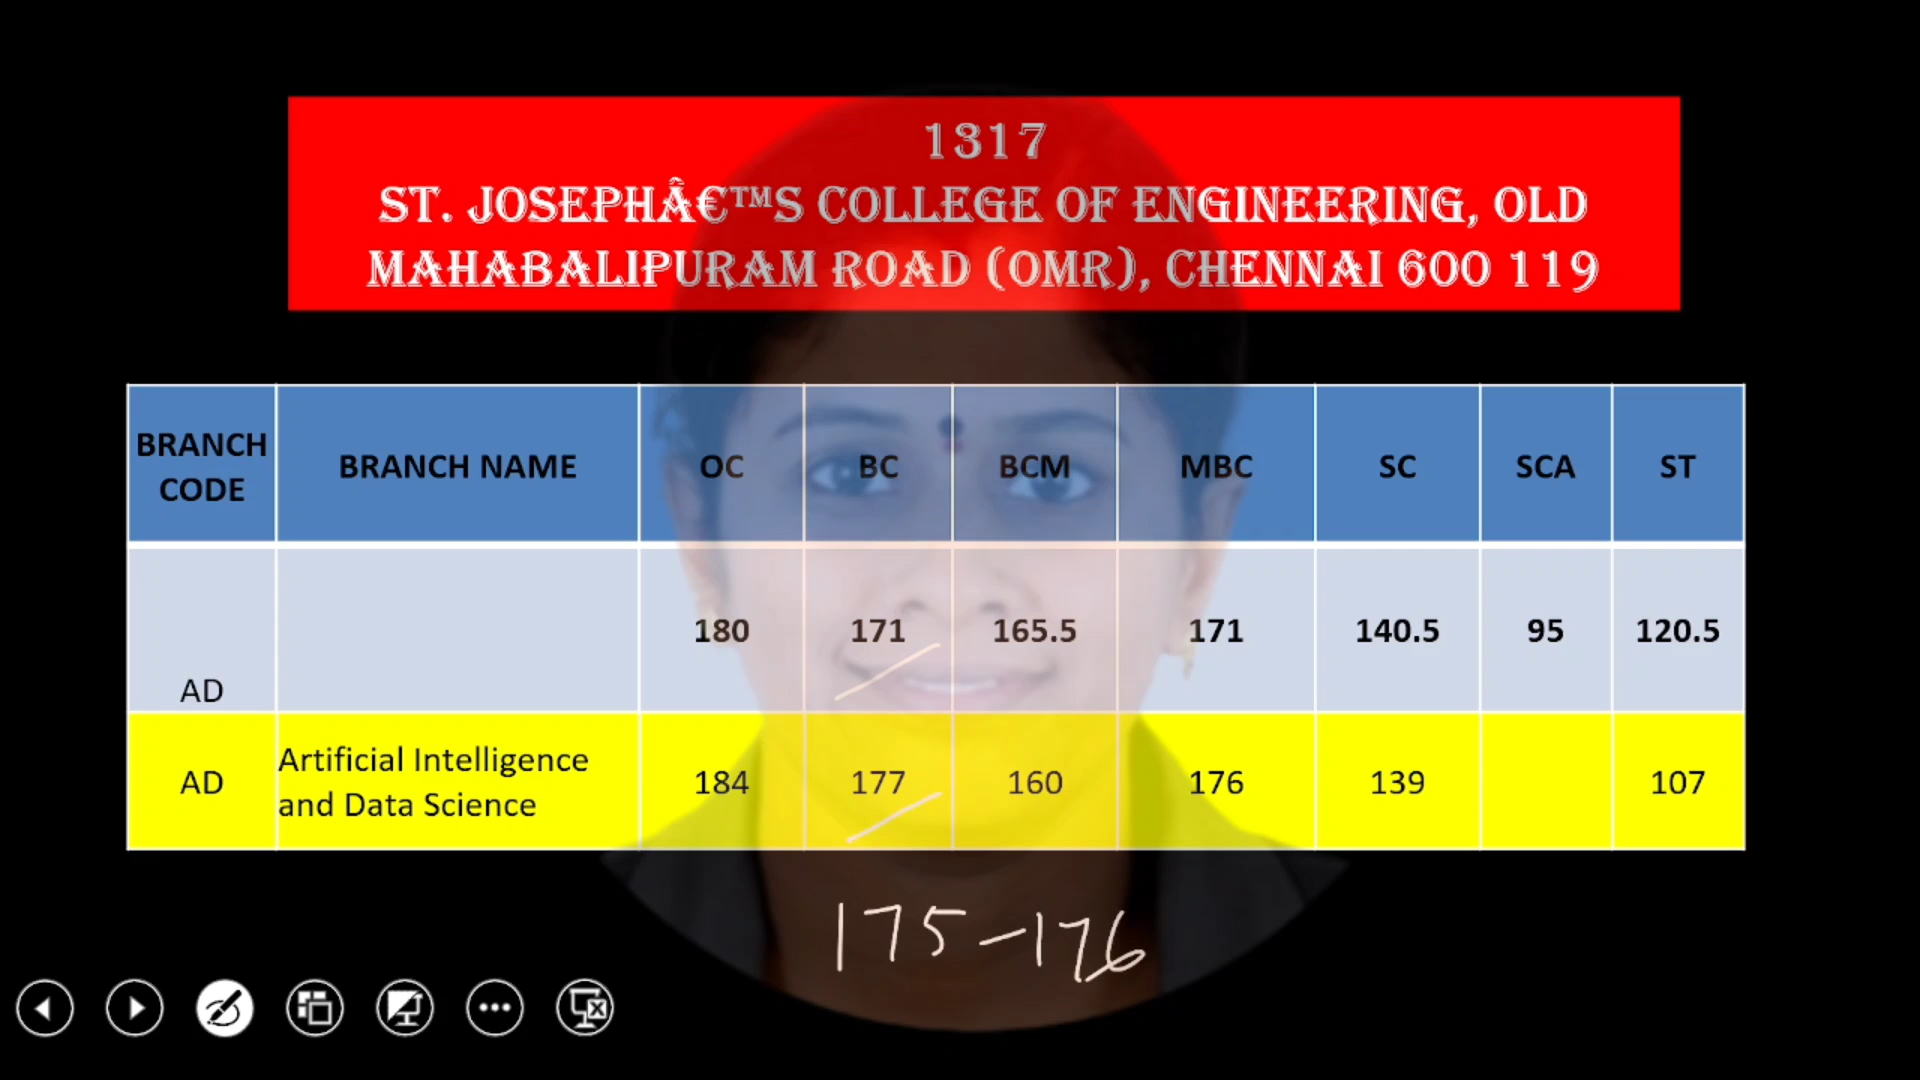 1317
ST. JOSEPHÂ€™S COLLEGE OF ENGINEERING, OLD
MAHABALIPURAM ROAD (OMR), CHENNAI 600 119
BRANCH CODE BRANCH NAME OC BC BCM MBC SC SCA ST
AD 180 171 165.5 171 140.5 95 120.5
AD Artificial Intelligence and Data Science 184 177 160 176 139 107
175-176